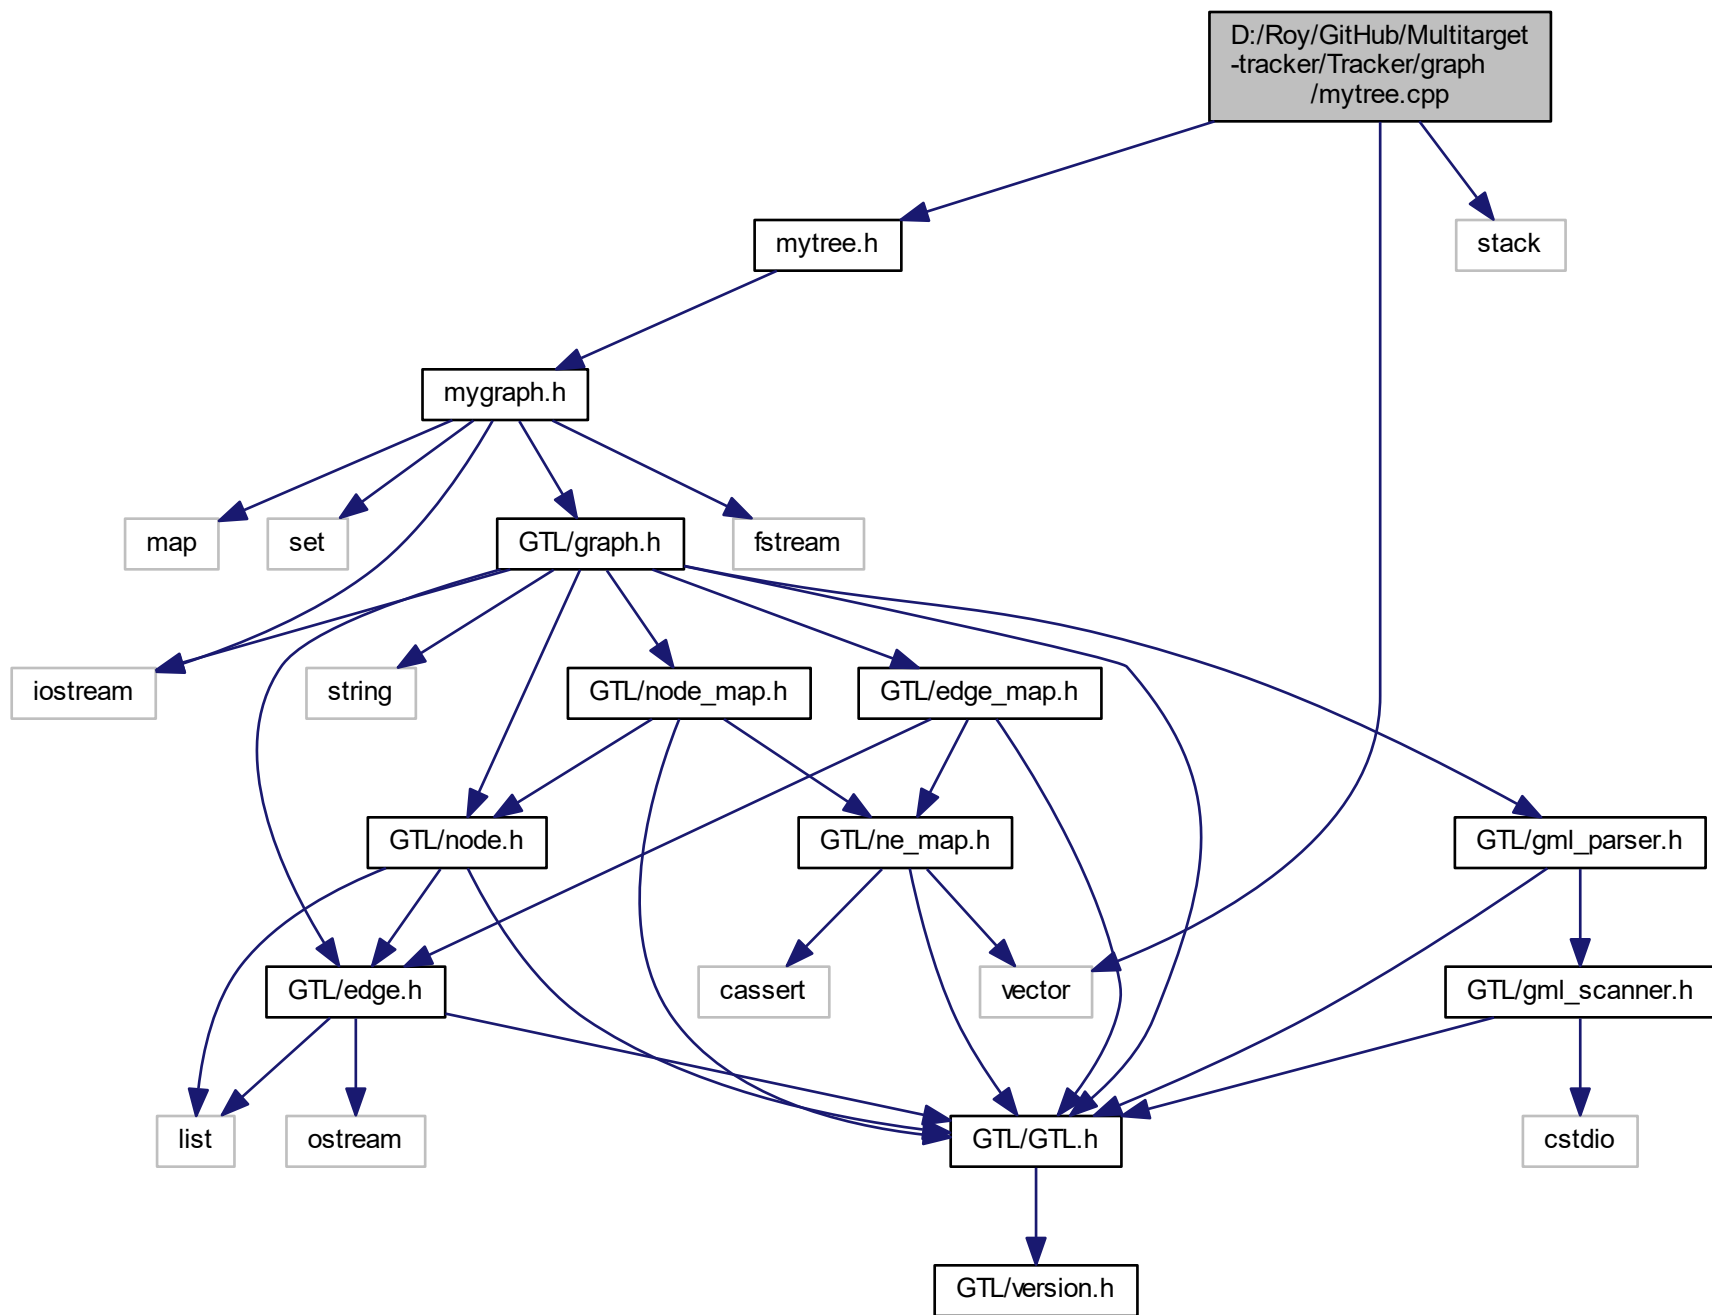 D:/Roy/GitHub/Multitarget
-tracker/Tracker/graph
/mytree.cpp
mytree.h
stack
mygraph.h
map
set
GTL/graph.h
fstream
iostream
string
GTL/node_map.h
GTL/edge_map.h
GTL/node.h
GTL/ne_map.h
GTL/gml_parser.h
GTL/edge.h
cassert
vector
GTL/gml_scanner.h
list
ostream
GTL/GTL.h
cstdio
GTL/version.h